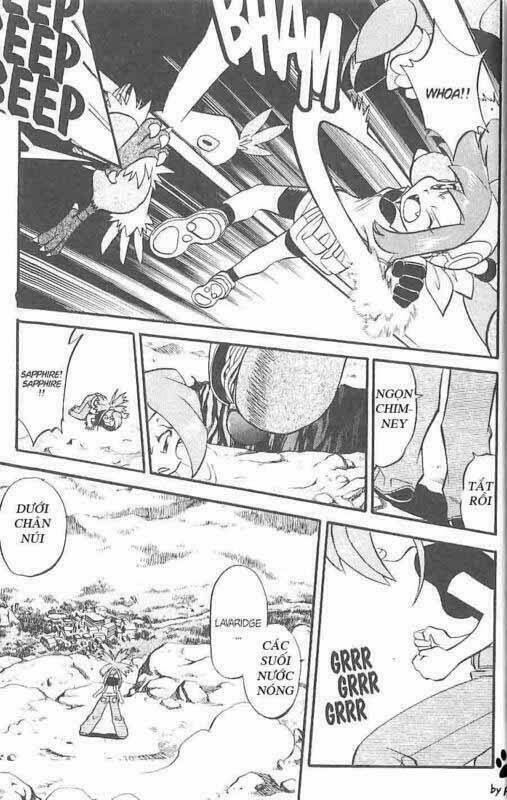 WHOA!!
BHAM
BEEP
BEEP
BEEP
NGỌN
CHIM-
NEY
TẮT
RỒI
SAPPHIRE!
SAPPHIRE
!!
GRRR
GRRR
GRRR
LAVARIDGE
...
CÁC
SUỐI
NƯỚC
NÓNG
DƯỚI
CHÂN
NÚI
by